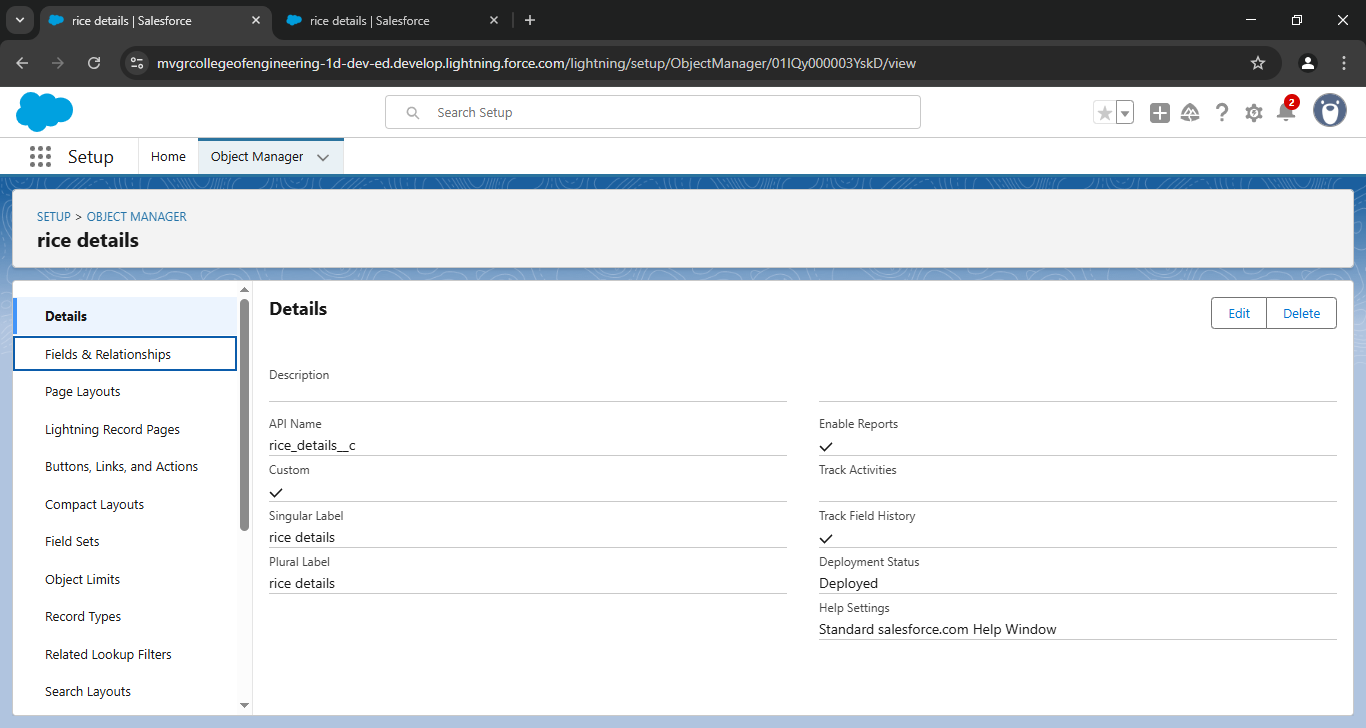 rice details | Salesforce
rice details | Salesforce
mvgrcollegeofengineering-1d-dev-ed.develop.lightning.force.com/lightning/setup/ObjectManager/01IQy000003YskD/view
Search Setup
2
Setup
Home
Object Manager
SETUP > OBJECT MANAGER
rice details
Details
Fields & Relationships
Page Layouts
Lightning Record Pages
Buttons, Links, and Actions
Compact Layouts
Field Sets
Object Limits
Record Types
Related Lookup Filters
Search Layouts
Details
Edit
Delete
Description
API Name
rice_details__c
Custom
Singular Label
rice details
Plural Label
rice details
Enable Reports
Track Activities
Track Field History
Deployment Status
Deployed
Help Settings
Standard salesforce.com Help Window